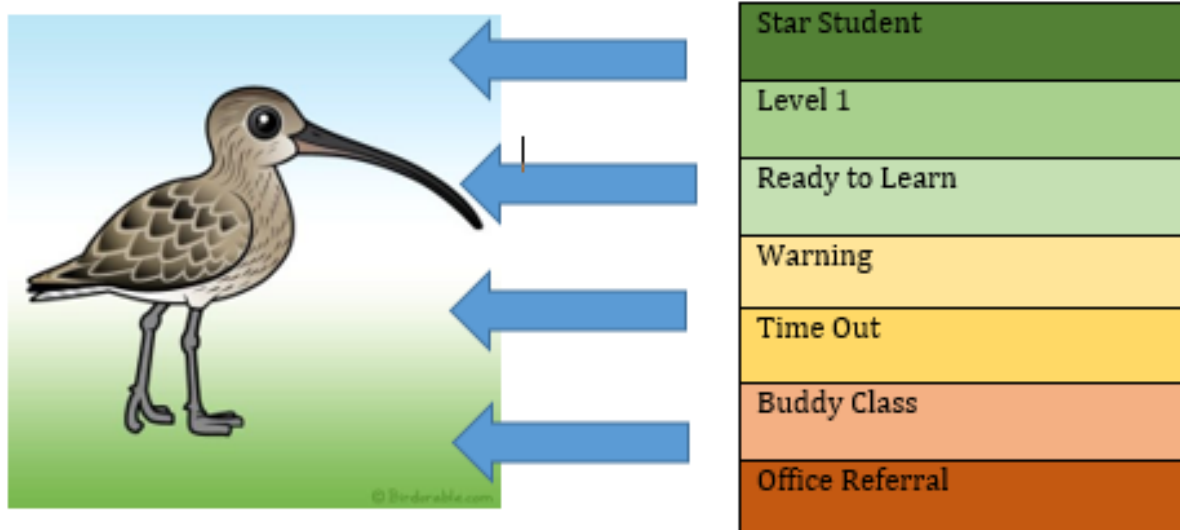 Star Student
Level 1
Ready to Learn
Warning
Time Out
Buddy Class
Office Referral
© Birdorable.com